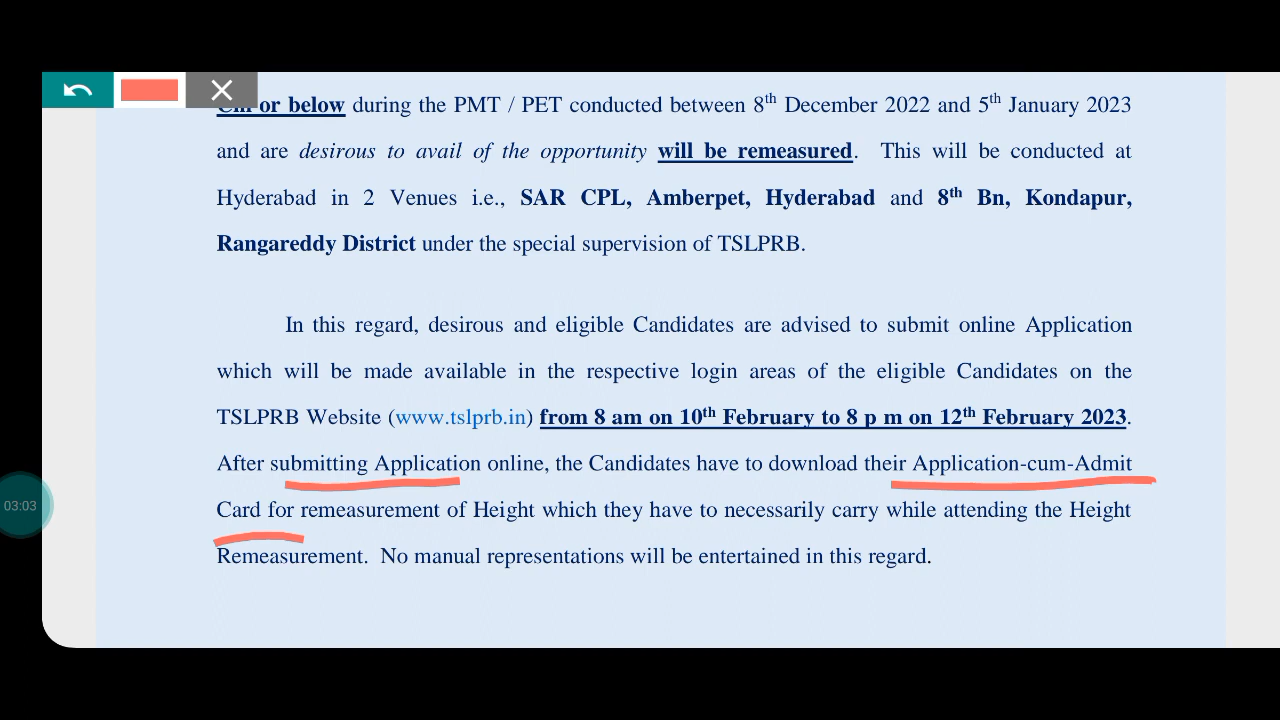 Cm or below during the PMT / PET conducted between 8th December 2022 and 5th January 2023
and are desirous to avail of the opportunity will be remeasured. This will be conducted at
Hyderabad in 2 Venues i.e., SAR CPL, Amberpet, Hyderabad and 8th Bn, Kondapur,
Rangareddy District under the special supervision of TSLPRB.
In this regard, desirous and eligible Candidates are advised to submit online Application
which will be made available in the respective login areas of the eligible Candidates on the
TSLPRB Website (www.tslprb.in) from 8 am on 10th February to 8 p m on 12th February 2023.
After submitting Application online, the Candidates have to download their Application-cum-Admit
03:03
Card for remeasurement of Height which they have to necessarily carry while attending the Height
Remeasurement. No manual representations will be entertained in this regard.